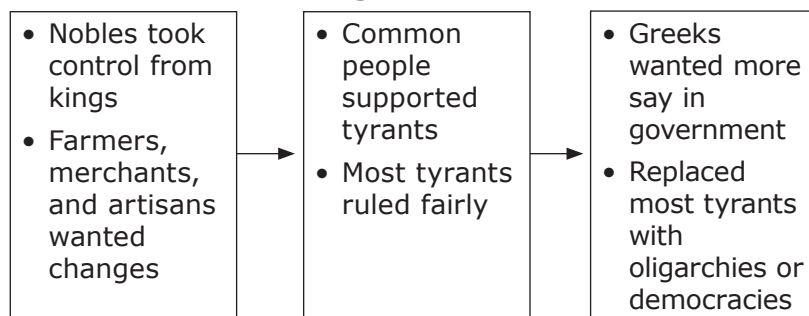 • Nobles took
control from
kings
• Farmers,
merchants,
and artisans
wanted
changes
• Common
people
supported
tyrants
• Most tyrants
ruled fairly
• Greeks
wanted more
say in
government
• Replaced
most tyrants
with
oligarchies or
democracies